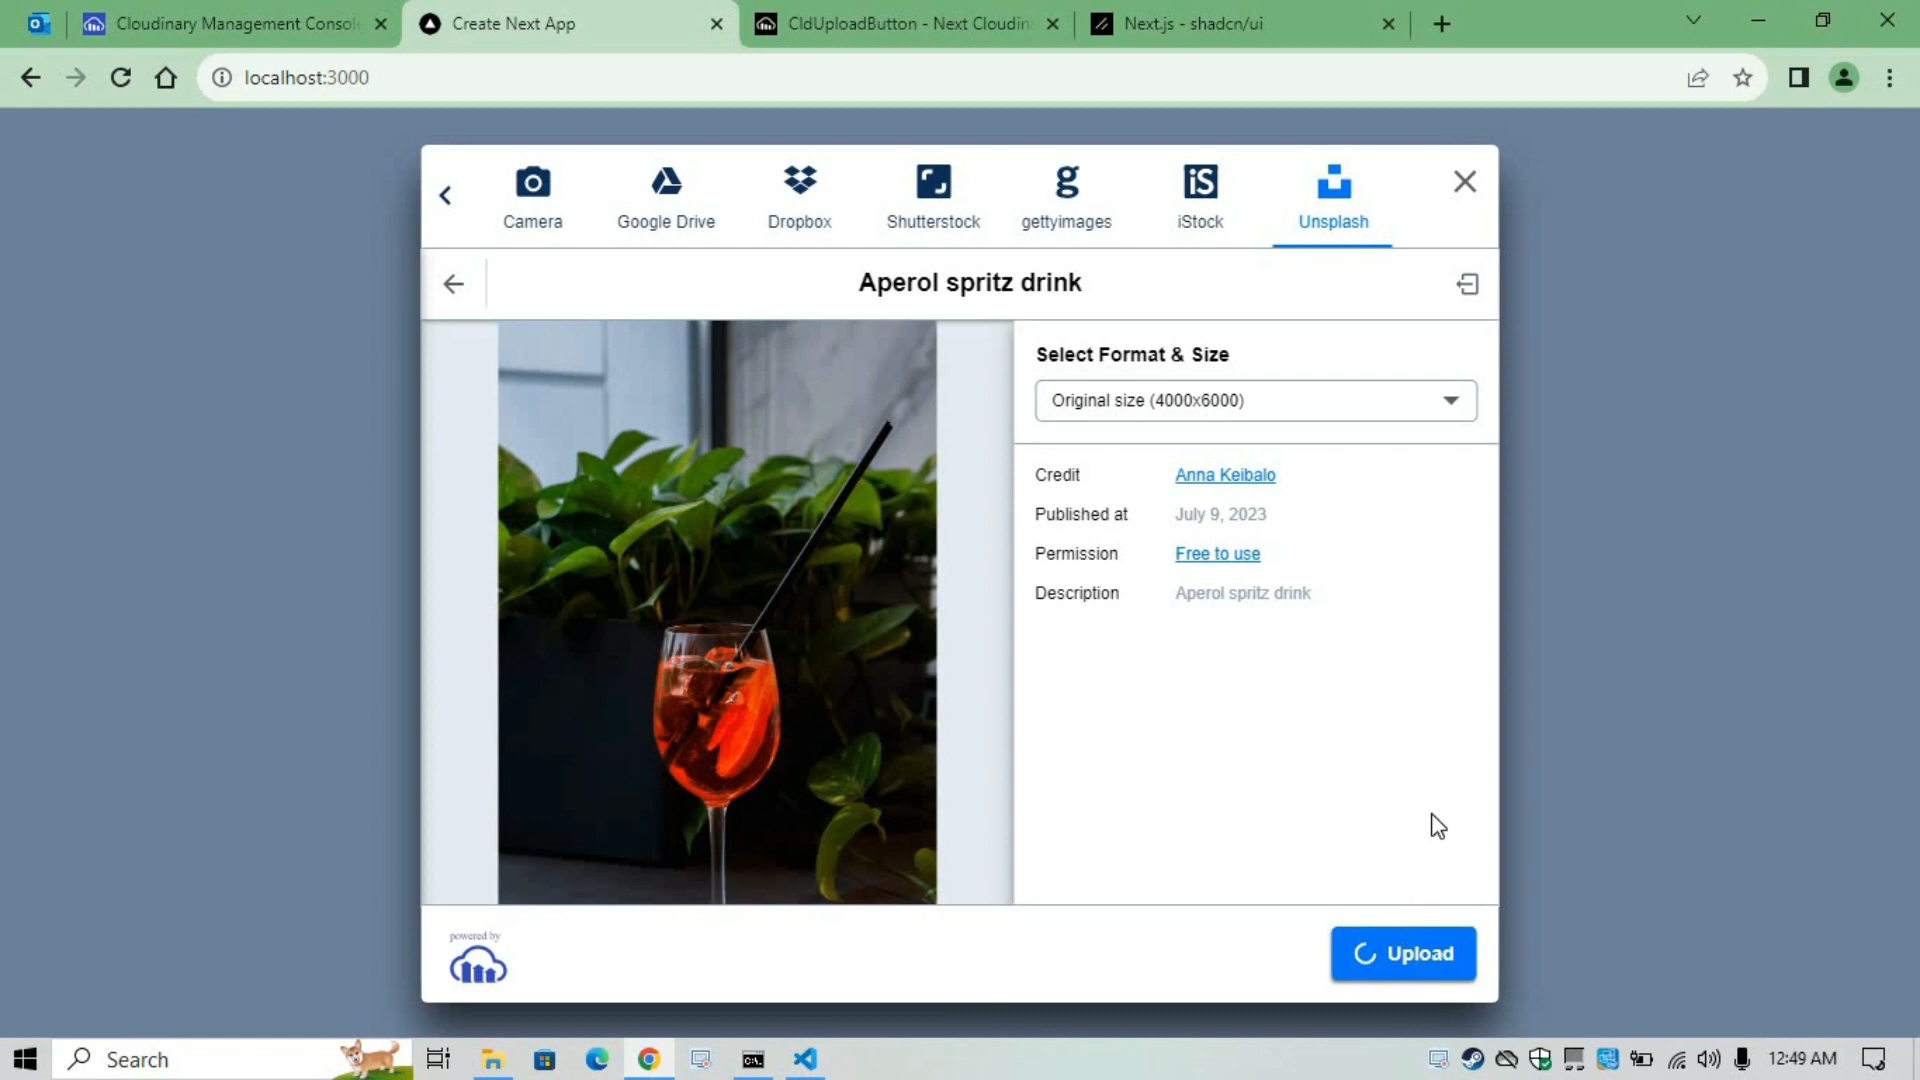 Cloudinary Management Consol
Create Next App
CldUploadButton - Next Cloudin
Next.js - shadcn/ui
localhost:3000
Camera
Google Drive
Dropbox
Shutterstock
gettyimages
iStock
Unsplash
Aperol spritz drink
Select Format & Size
Original size (4000x6000)
Credit Anna Keibalo
Published at July 9, 2023
Permission Free to use
Description Aperol spritz drink
powered by
Upload
Search
12:49 AM